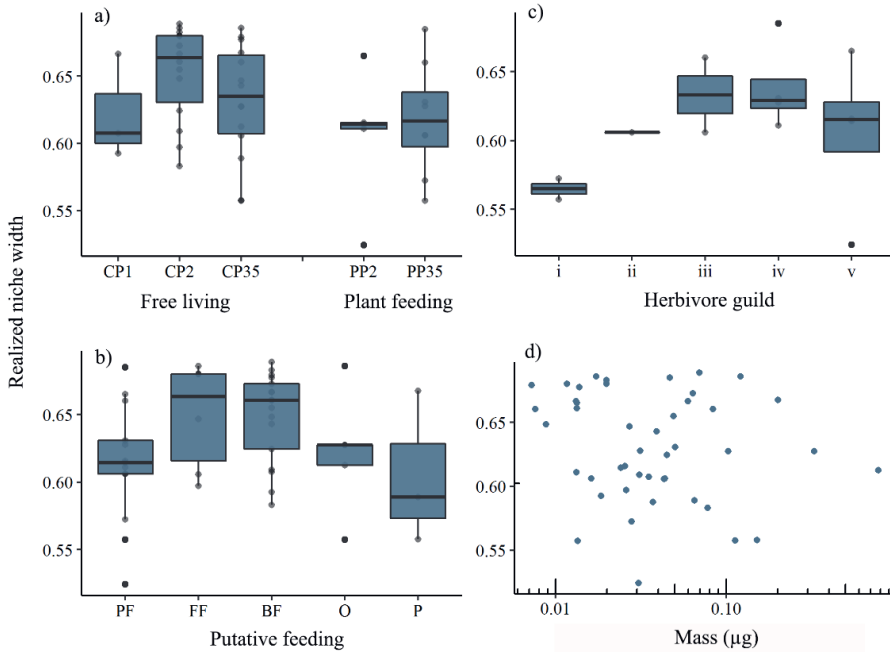 Realized niche width
a)
0.65
0.60
0.55
CP1 CP2 CP35 PP2 PP35
Free living Plant feeding
c)
0.65
0.60
0.55
i ii iii iv v
Herbivore guild
b)
0.65
0.60
0.55
PF FF BF O P
Putative feeding
d)
0.65
0.60
0.55
0.01 0.10
Mass (µg)